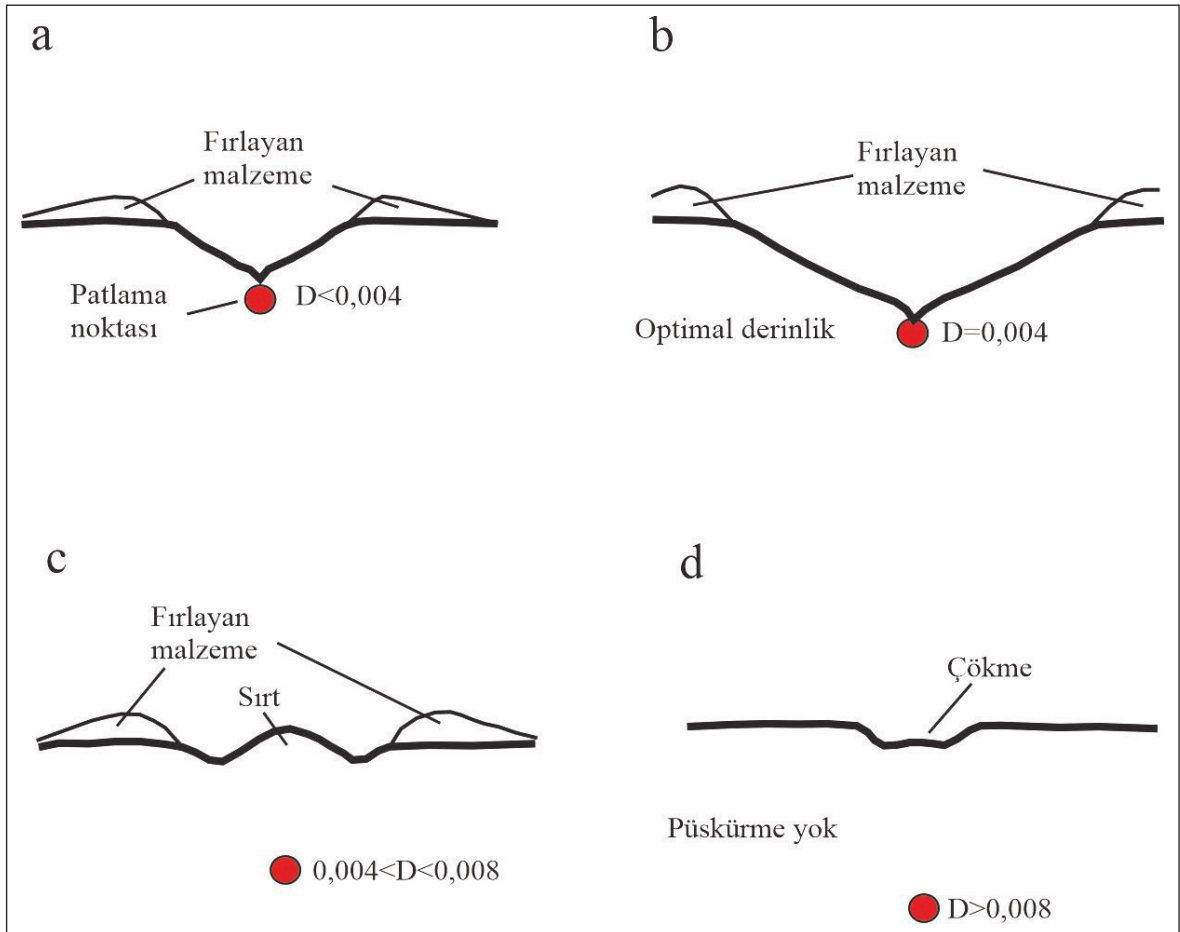 a
Fırlayan
malzeme
Patlama
noktası
D<0,004
b
Fırlayan
malzeme
Optimal derinlik
D=0,004
c
Fırlayan
malzeme
Sırt
0,004<D<0,008
d
Çökme
Püskürme yok
D>0,008